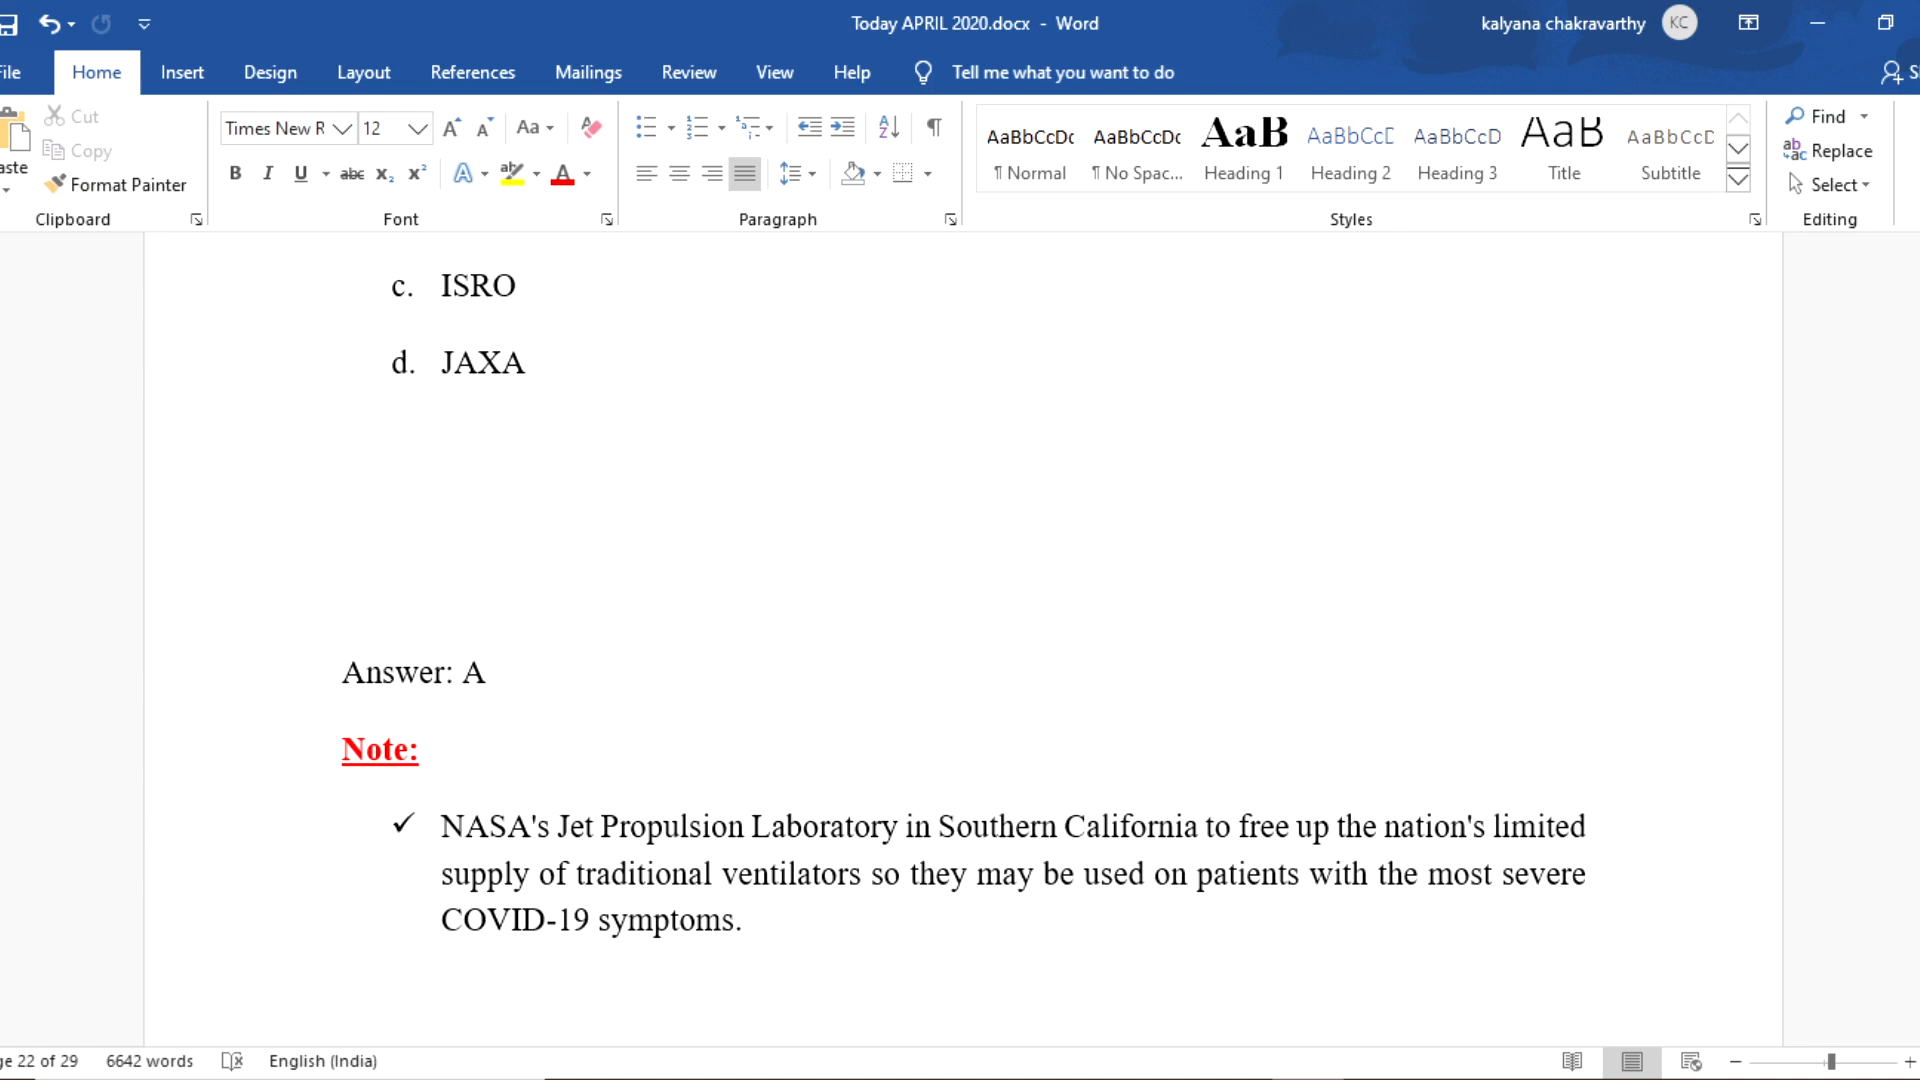 Today APRIL 2020.docx - Word
kalyana chakravarthy
KC
Home Insert Design Layout References Mailings Review View Help Tell me what you want to do
Cut
Copy
Format Painter
Clipboard
Times New R 12
Aa
B I U abc X₂ X²
Font
Paragraph
AaBbCcDc AaBbCcDc AaB AaBbCcD AaB AaBbCcD
¶ Normal ¶ No Spac... Heading 1 Heading 2 Heading 3 Title Subtitle
Styles
Find
Replace
Select
Editing
c. ISRO
d. JAXA
Answer: A
Note:
✓ NASA's Jet Propulsion Laboratory in Southern California to free up the nation's limited
supply of traditional ventilators so they may be used on patients with the most severe
COVID-19 symptoms.
22 of 29 6642 words English (India)